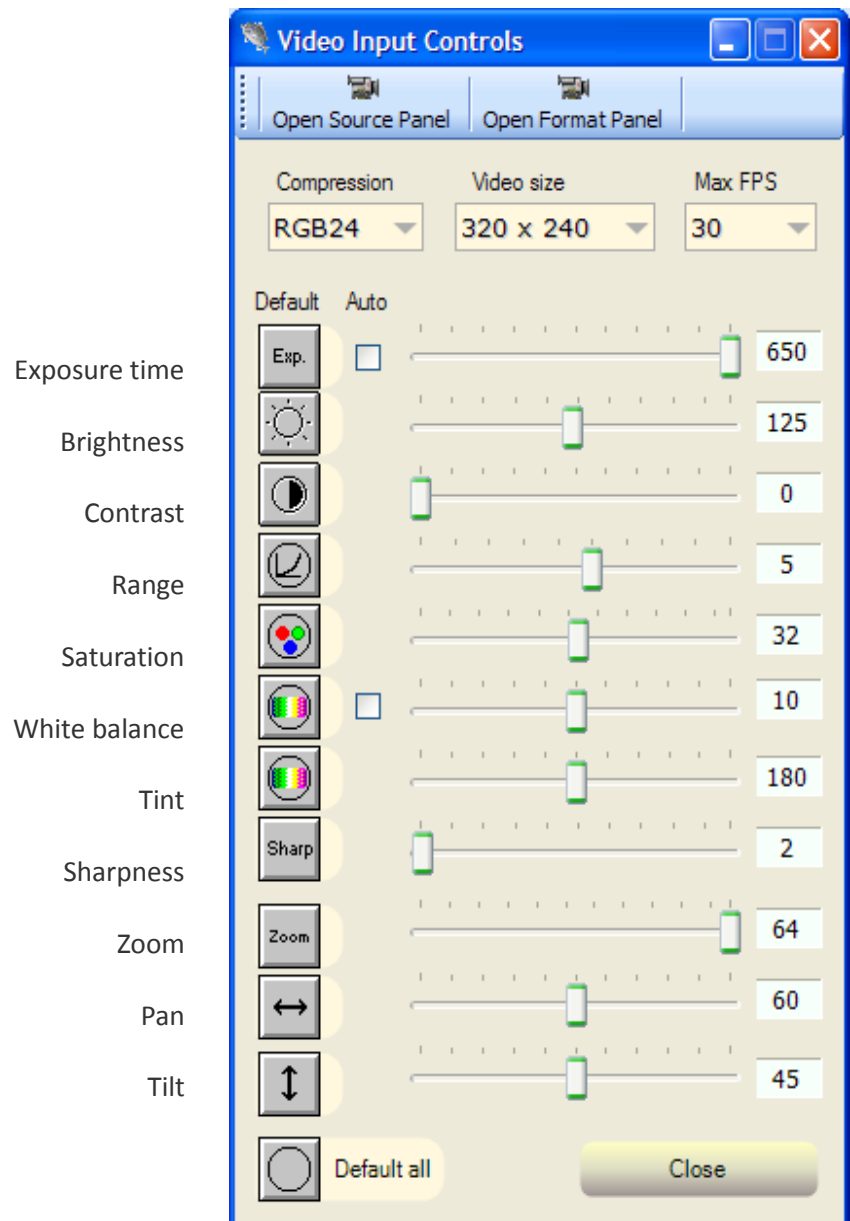 Video Input Controls
Open Source Panel Open Format Panel
Compression Video size Max FPS
RGB24 320 x 240 30
Default Auto
Exposure time Exp. 650
Brightness 125
Contrast 0
Range 5
Saturation 32
White balance 10
Tint 180
Sharpness Sharp 2
Zoom Zoom 64
Pan 60
Tilt 45
Default all Close